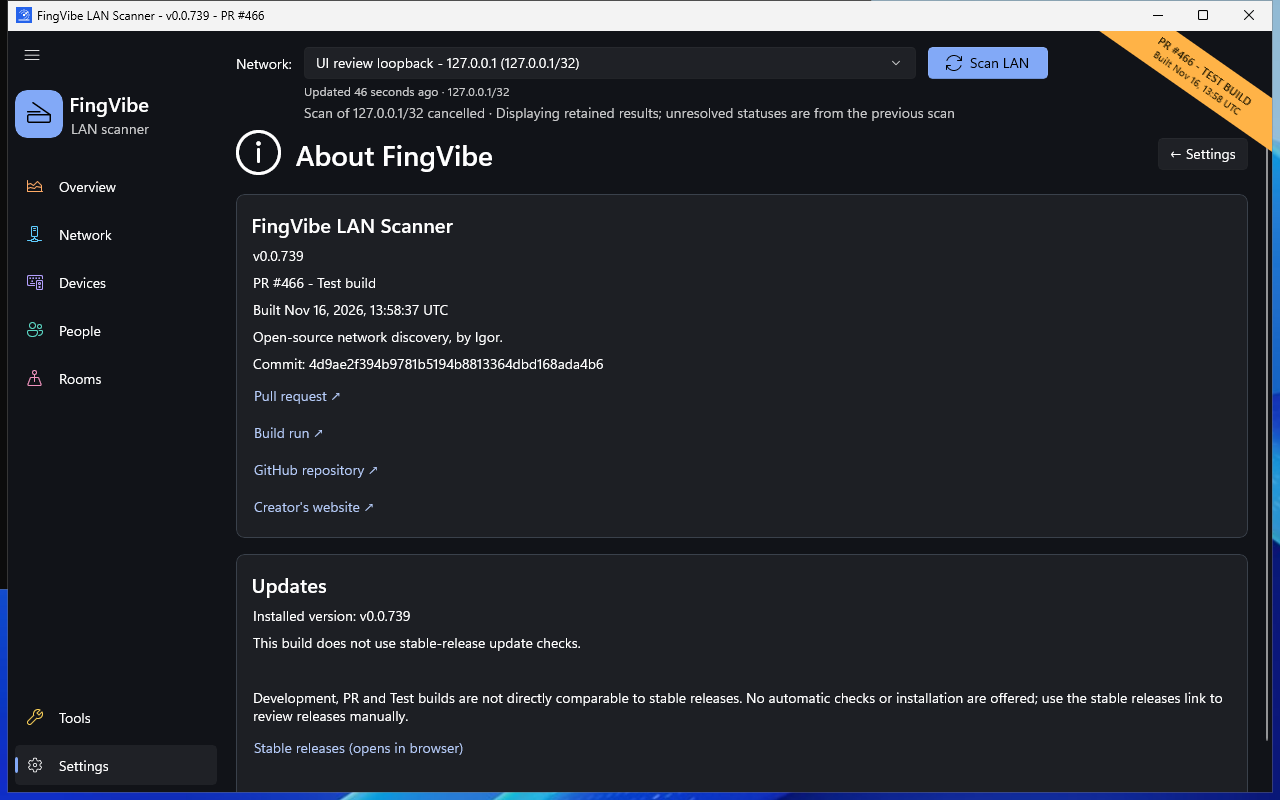 FingVibe LAN Scanner - v0.0.739 - PR #466
Network:
UI review loopback - 127.0.0.1 (127.0.0.1/32)
Scan LAN
PR #466 - TEST BUILD
Built Nov 16, 13:58 UTC
Updated 46 seconds ago · 127.0.0.1/32
Scan of 127.0.0.1/32 cancelled · Displaying retained results; unresolved statuses are from the previous scan
FingVibe
LAN scanner
Overview
Network
Devices
People
Rooms
Tools
Settings
About FingVibe
← Settings
FingVibe LAN Scanner
v0.0.739
PR #466 - Test build
Built Nov 16, 2026, 13:58:37 UTC
Open-source network discovery, by Igor.
Commit: 4d9ae2f394b9781b5194b8813364dbd168ada4b6
Pull request ↗
Build run ↗
GitHub repository ↗
Creator's website ↗
Updates
Installed version: v0.0.739
This build does not use stable-release update checks.
Development, PR and Test builds are not directly comparable to stable releases. No automatic checks or installation are offered; use the stable releases link to
review releases manually.
Stable releases (opens in browser)